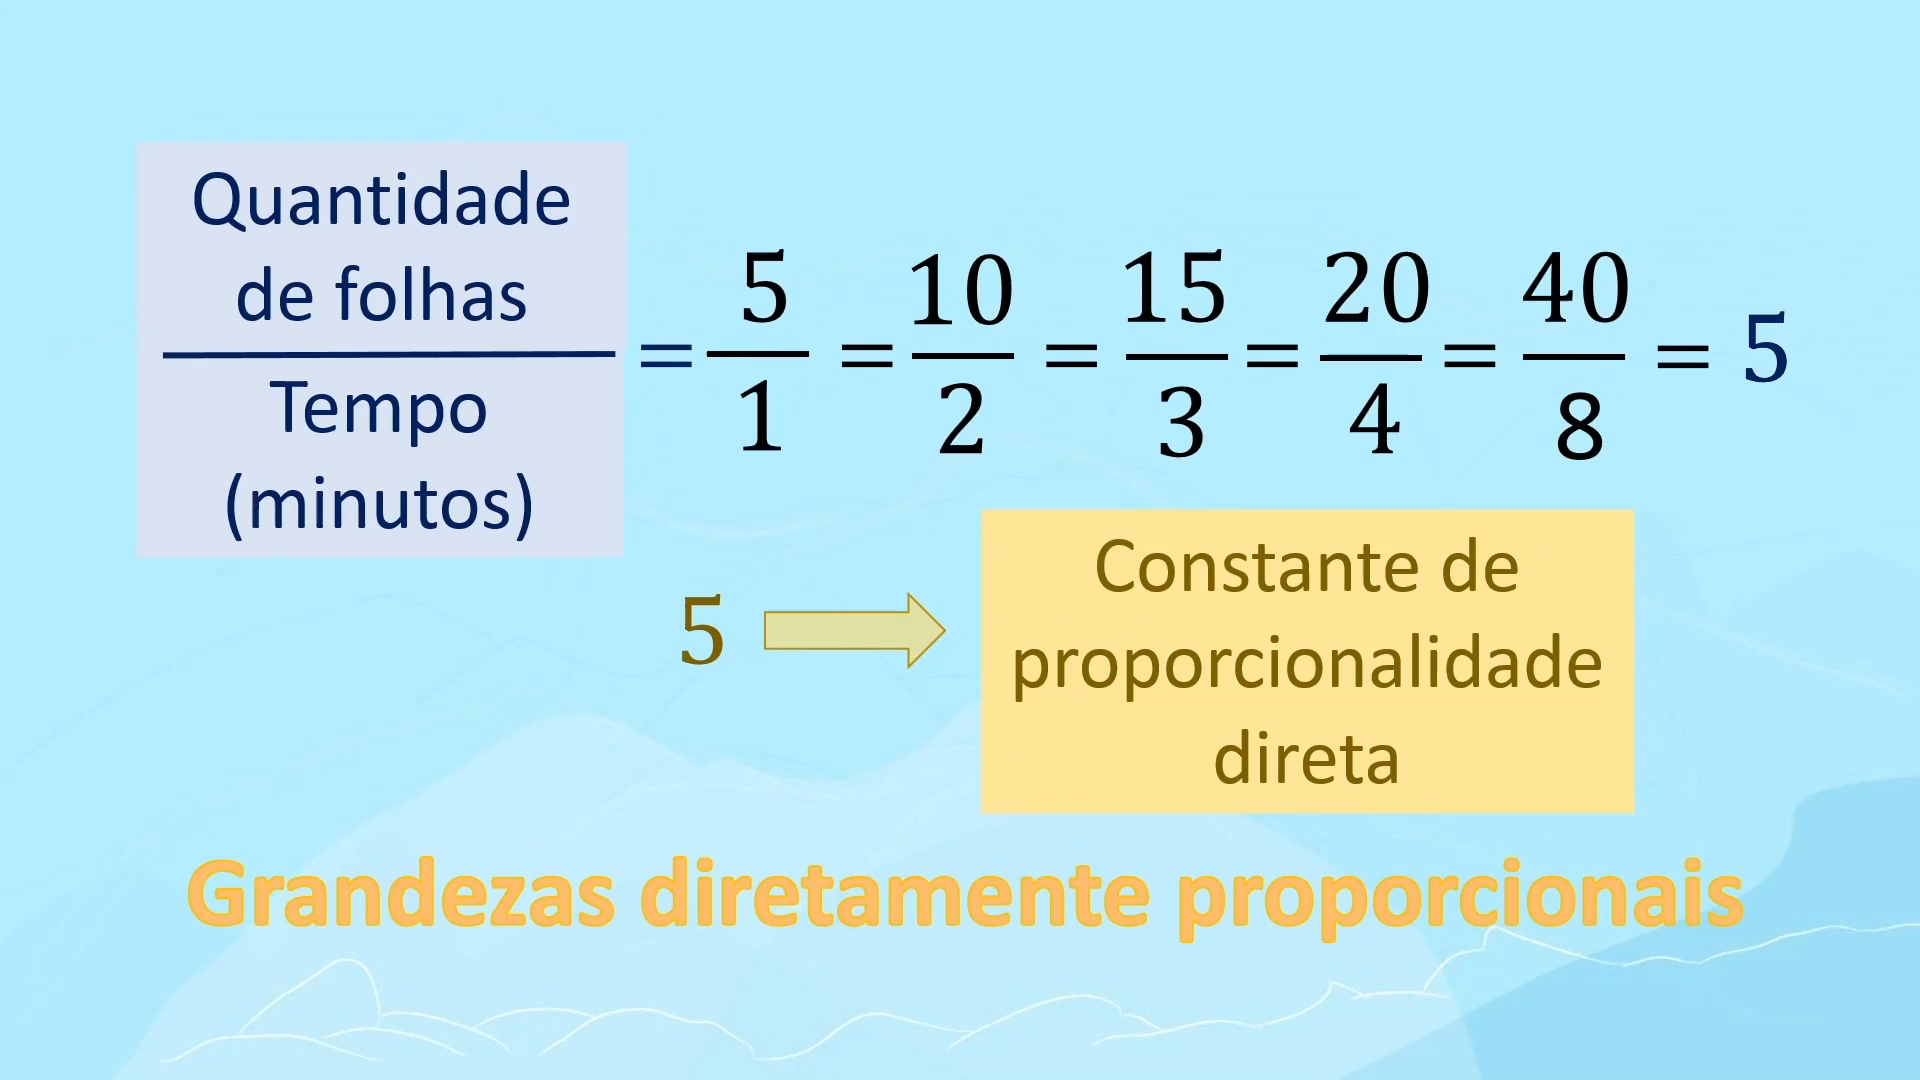 Quantidade
de folhas
Tempo
(minutos)
= 5/1 = 10/2 = 15/3 = 20/4 = 40/8 = 5
5
Constante de
proporcionalidade
direta
Grandezas diretamente proporcionais